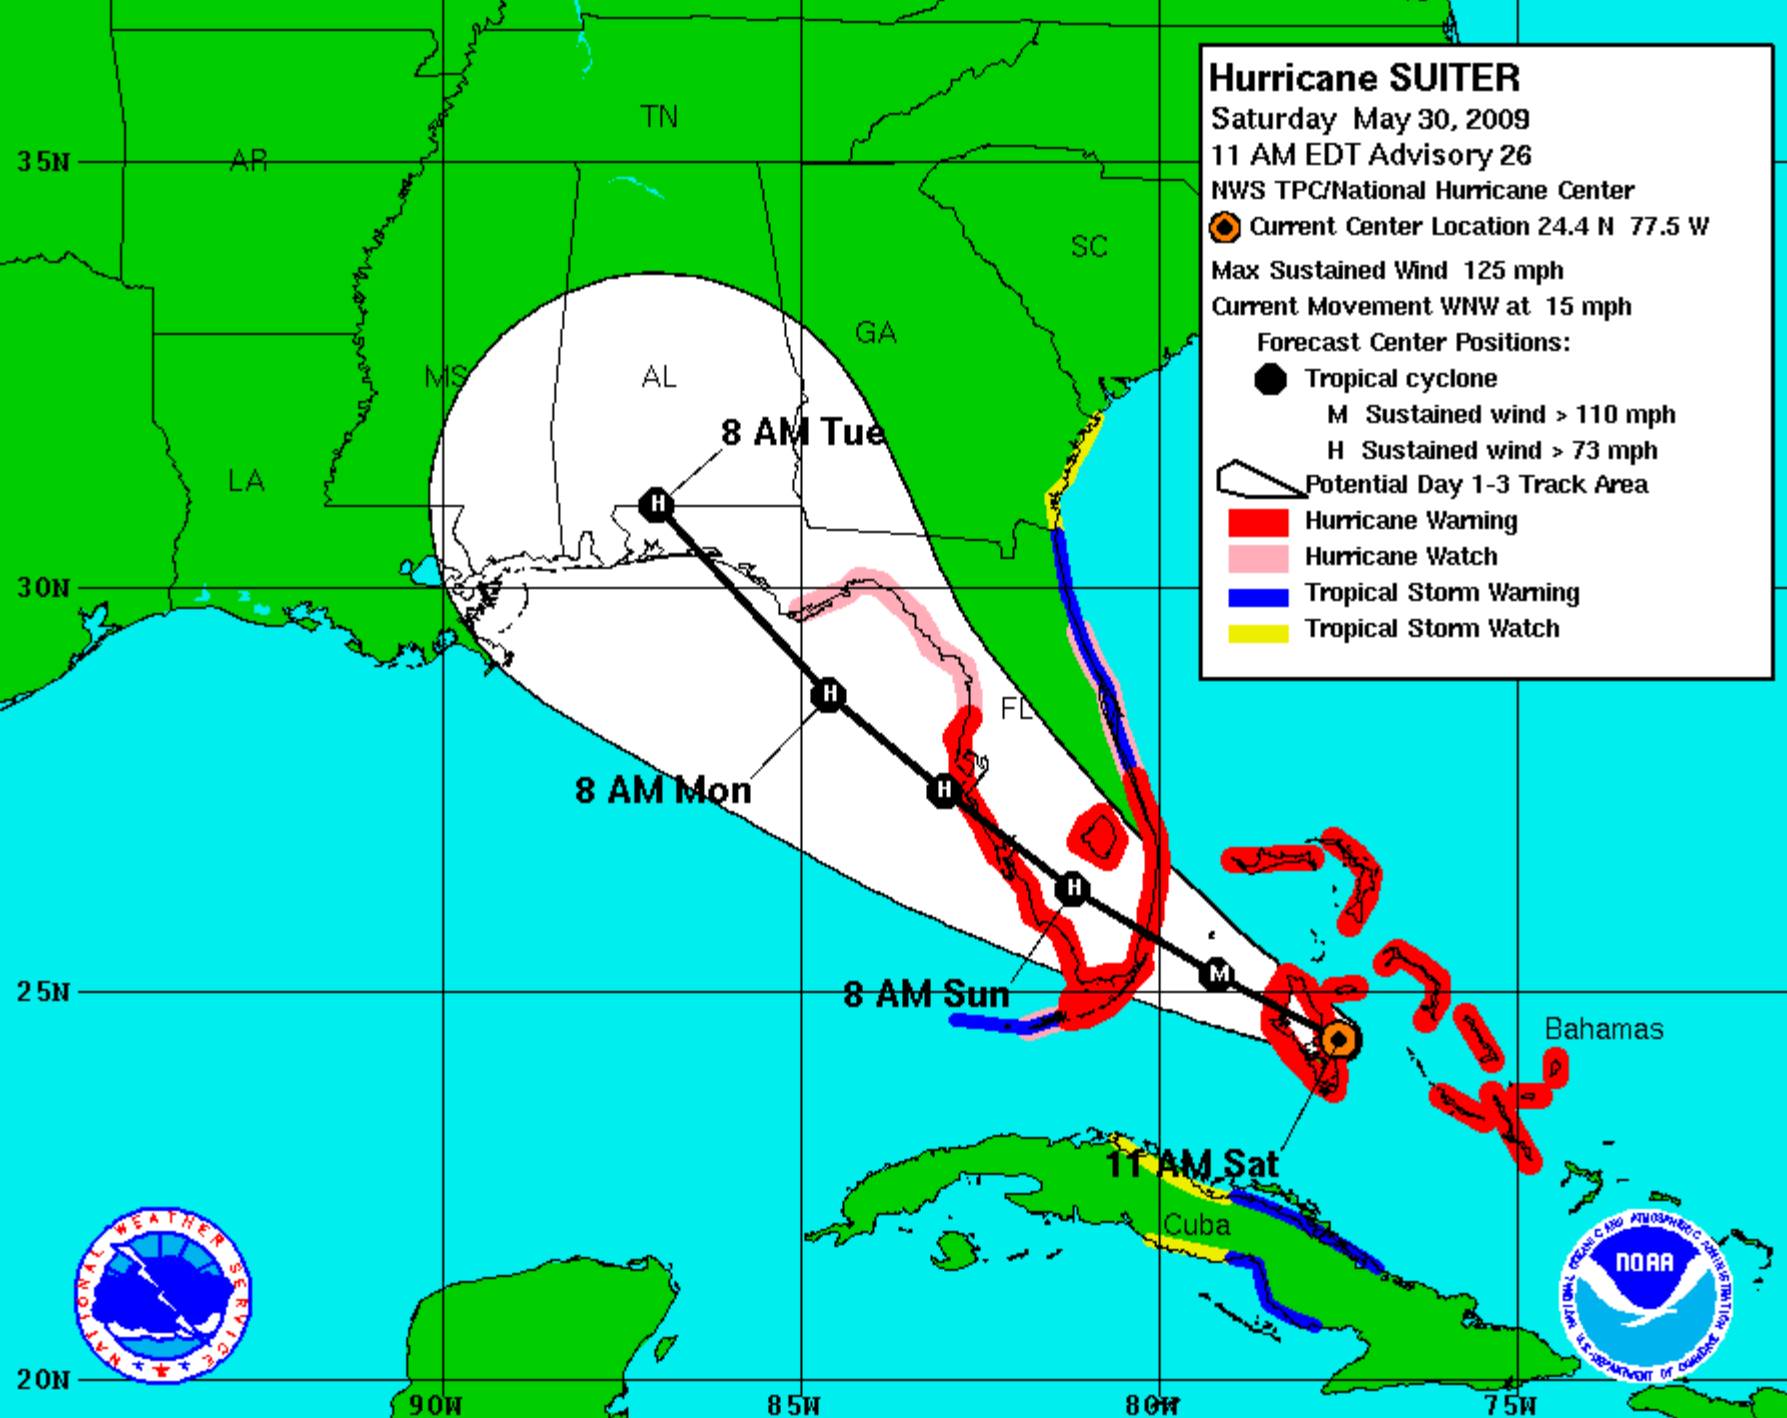 Hurricane SUITER
Saturday May 30, 2009
11 AM EDT Advisory 26
NWS TPC/National Hurricane Center
Current Center Location 24.4 N 77.5 W
Max Sustained Wind 125 mph
Current Movement WNW at 15 mph
Forecast Center Positions:
Tropical cyclone
M Sustained wind > 110 mph
H Sustained wind > 73 mph
Potential Day 1-3 Track Area
Hurricane Warning
Hurricane Watch
Tropical Storm Warning
Tropical Storm Watch
TN
35N
AR
SC
GA
MS
AL
8 AM Tue
LA
H
30N
H
FL
8 AM Mon
H
H
M
8 AM Sun
25N
Bahamas
11 AM Sat
Cuba
NATIONAL WEATHER SERVICE
NOAA
20N
90W
85W
80W
75W